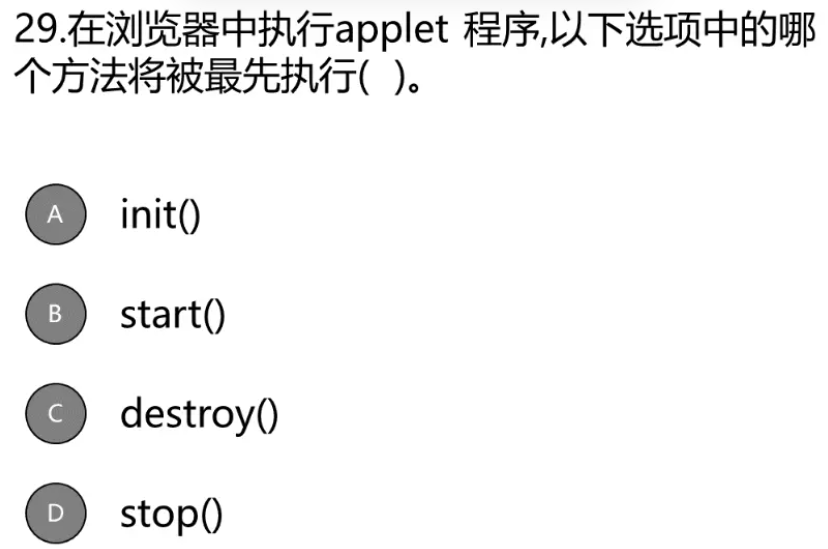 29.在浏览器中执行applet 程序,以下选项中的哪
个方法将被最先执行( )。
A init()
B start()
C destroy()
D stop()